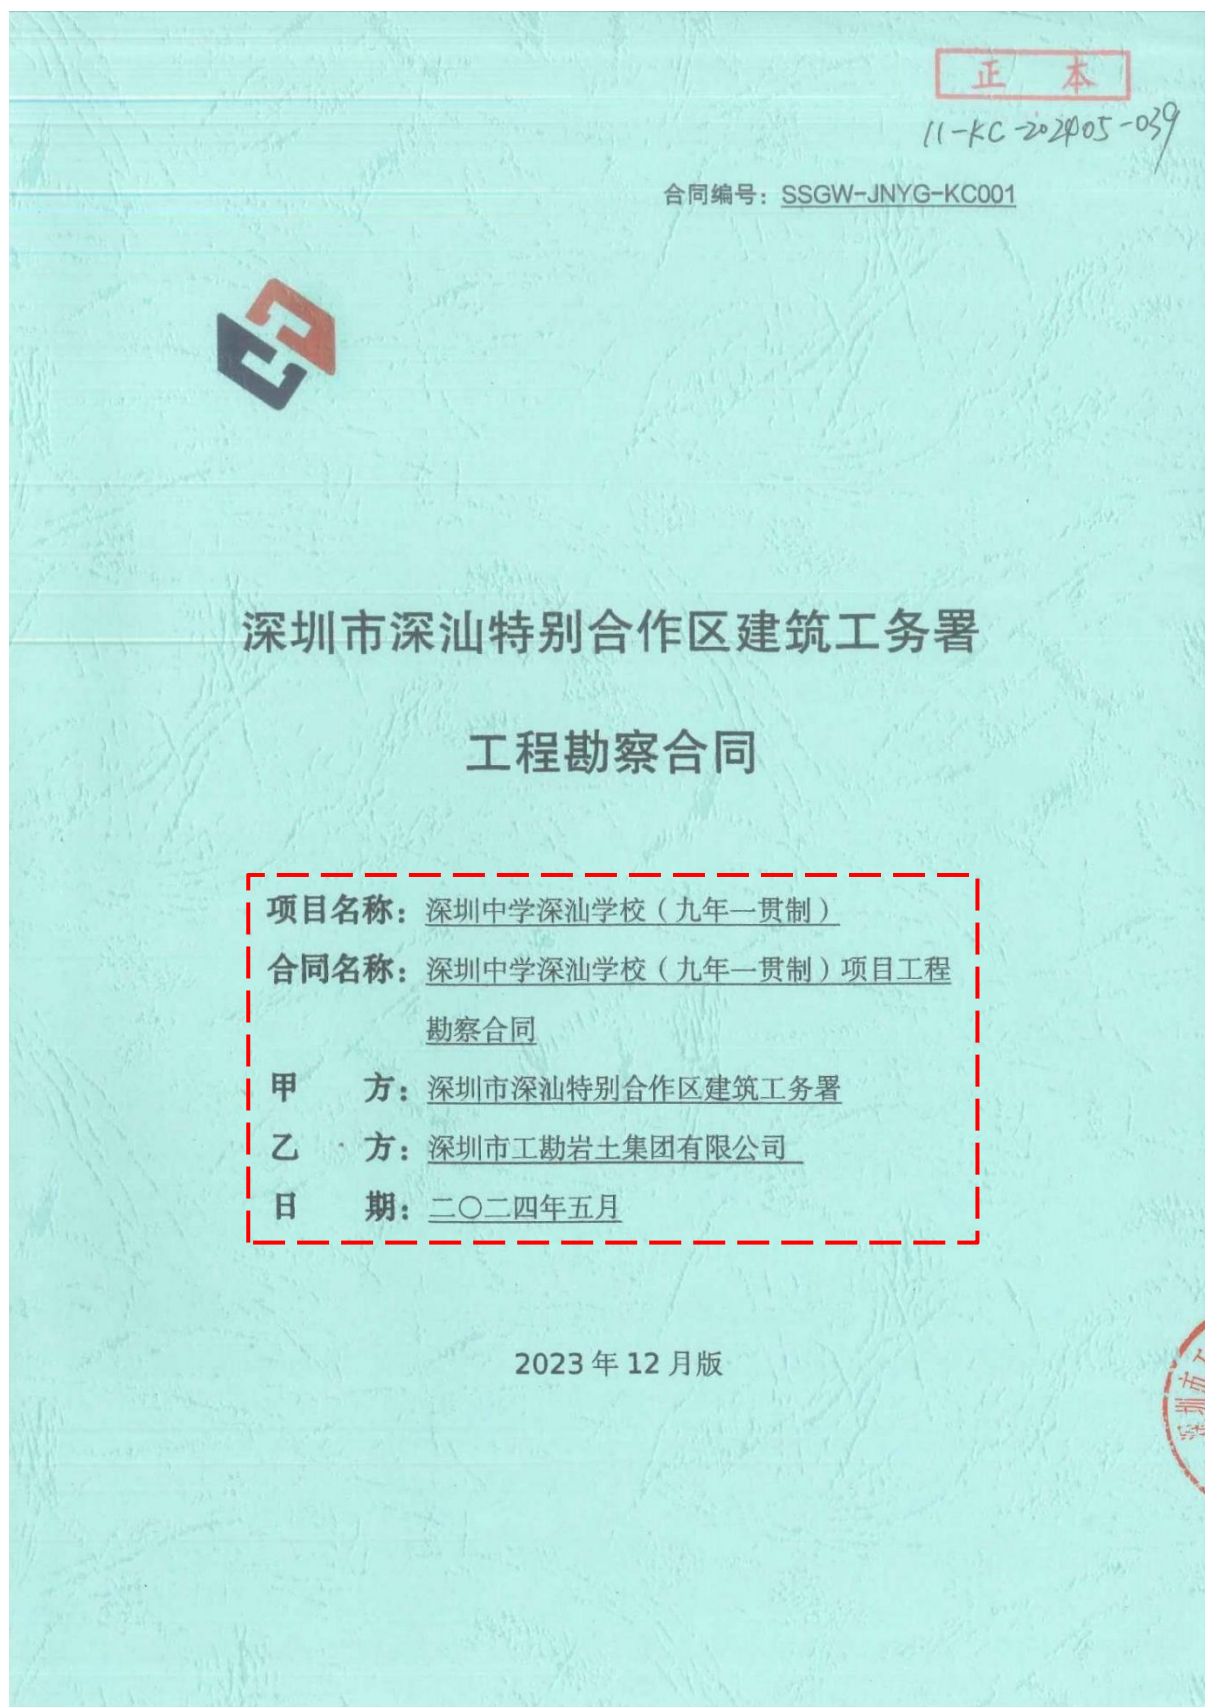 正 本
11-KC-202405-039
合同编号：SSGW-JNYG-KC001
深圳市深汕特别合作区建筑工务署
工程勘察合同
项目名称：深圳中学深汕学校（九年一贯制）
合同名称：深圳中学深汕学校（九年一贯制）项目工程
勘察合同
甲 方：深圳市深汕特别合作区建筑工务署
乙 方：深圳市工勘岩土集团有限公司
日 期：二〇二四年五月
2023 年 12 月版
深圳市工